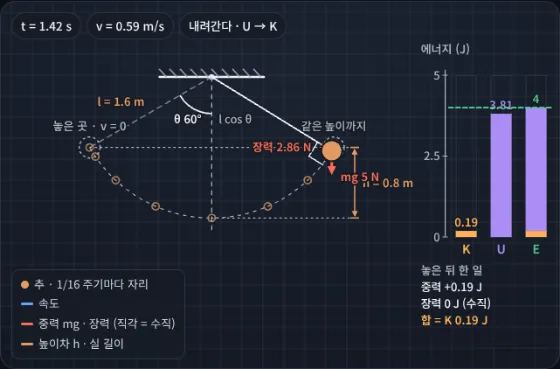 t = 1.42 s
v = 0.59 m/s
내려간다 · U → K
에너지 (J)
5
2.5
0
3.81
4
0.19
K
U
E
l = 1.6 m
놓은 곳 · v = 0
θ 60°
l cos θ
같은 높이까지
장력 2.86 N
mg 5 N
= 0.8 m
놓은 뒤 한 일
중력 +0.19 J
장력 0 J (수직)
합 = K 0.19 J
추 · 1/16 주기마다 자리
속도
중력 mg · 장력 (직각 = 수직)
높이차 h · 실 길이